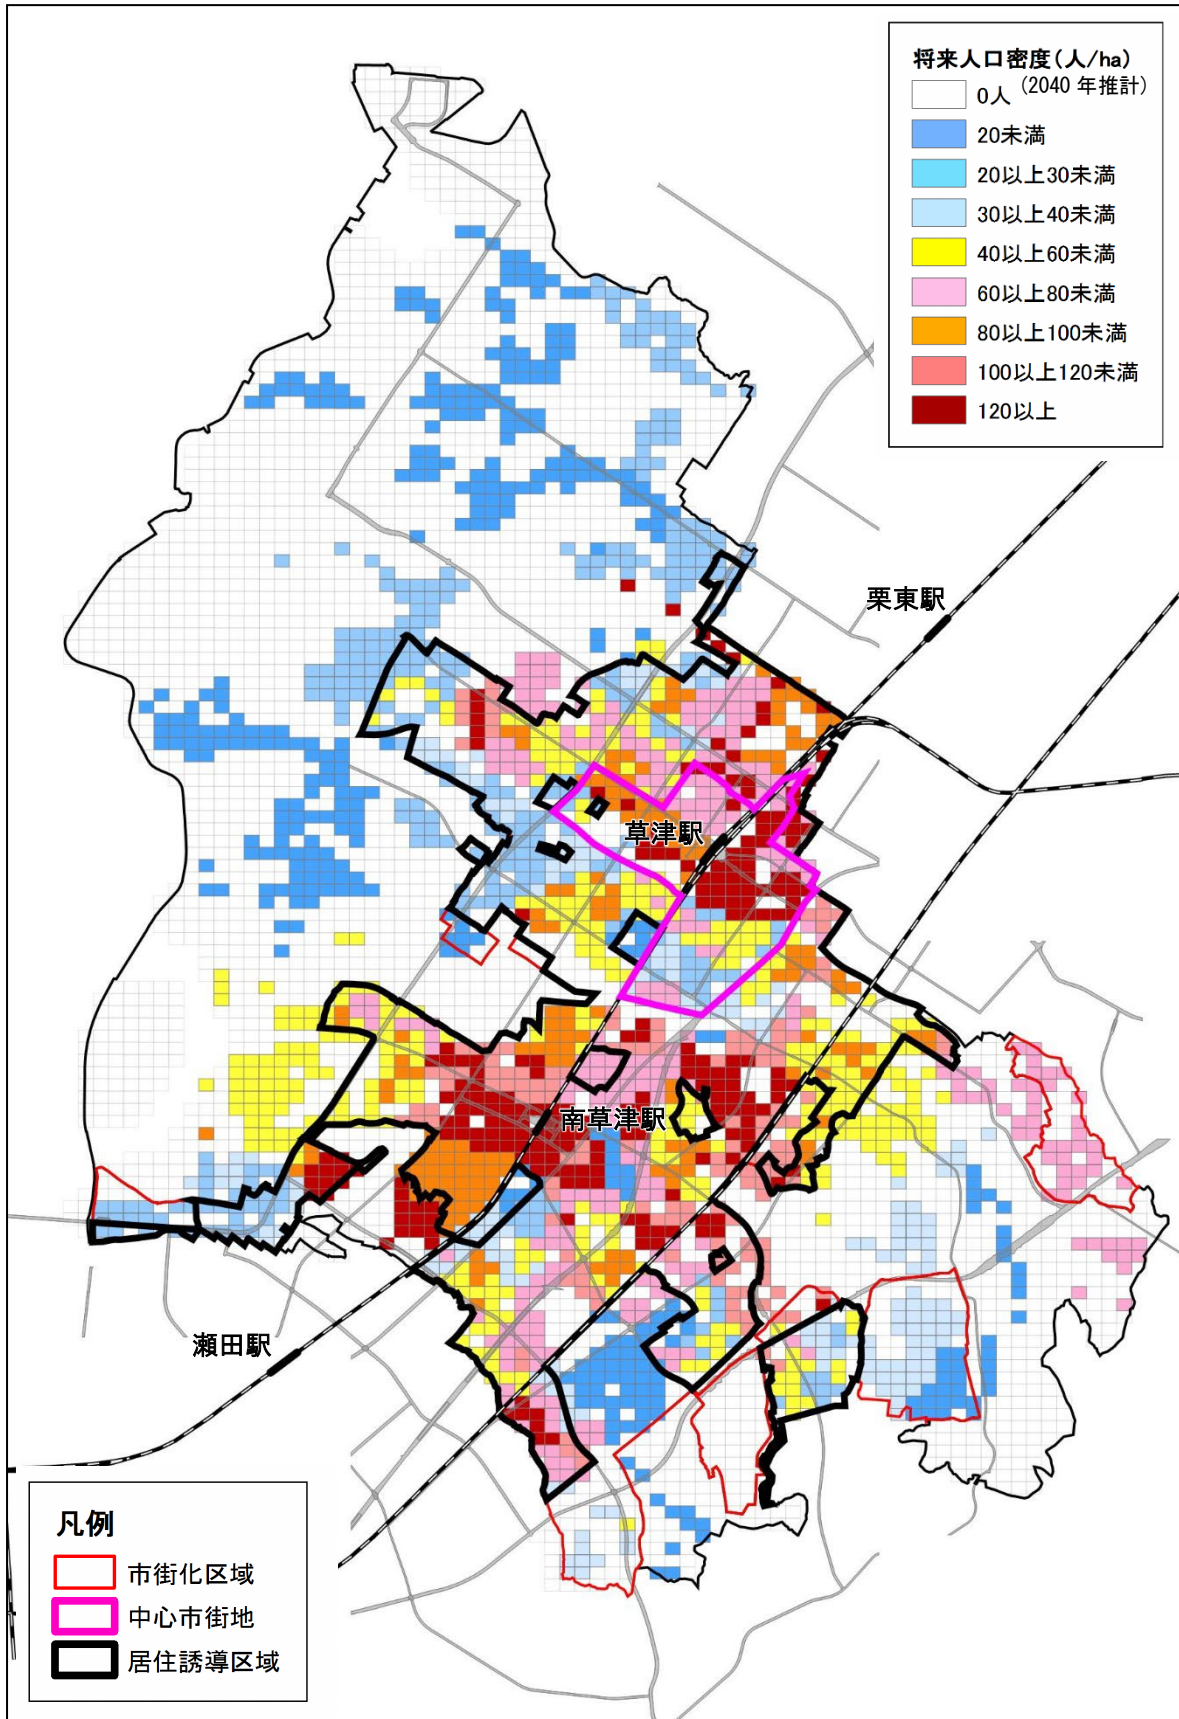 将来人口密度(人/ha)
(2040年推計)
0人
20未満
20以上30未満
30以上40未満
40以上60未満
60以上80未満
80以上100未満
100以上120未満
120以上
栗東駅
草津駅
南草津駅
瀬田駅
凡例
市街化区域
中心市街地
居住誘導区域